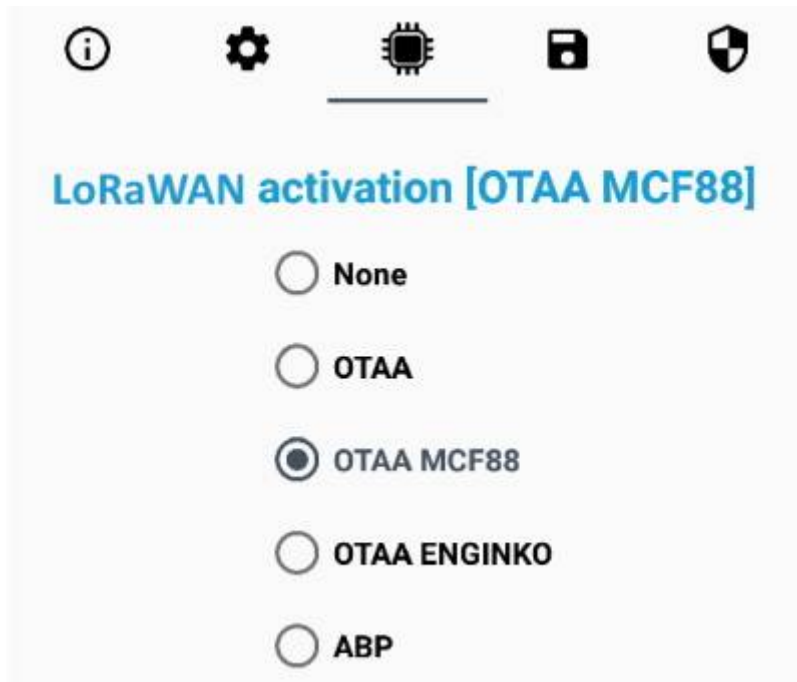 LoRaWAN activation [OTAA MCF88]
None
OTAA
OTAA MCF88
OTAA ENGINKO
ABP